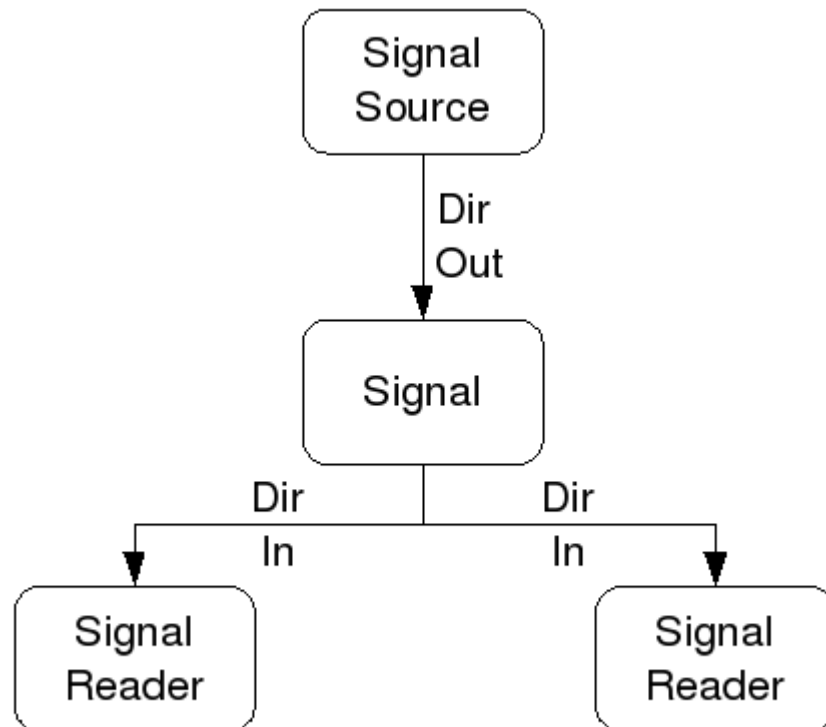 Signal
Source
Dir
Out
Signal
Dir
In
Dir
In
Signal
Reader
Signal
Reader